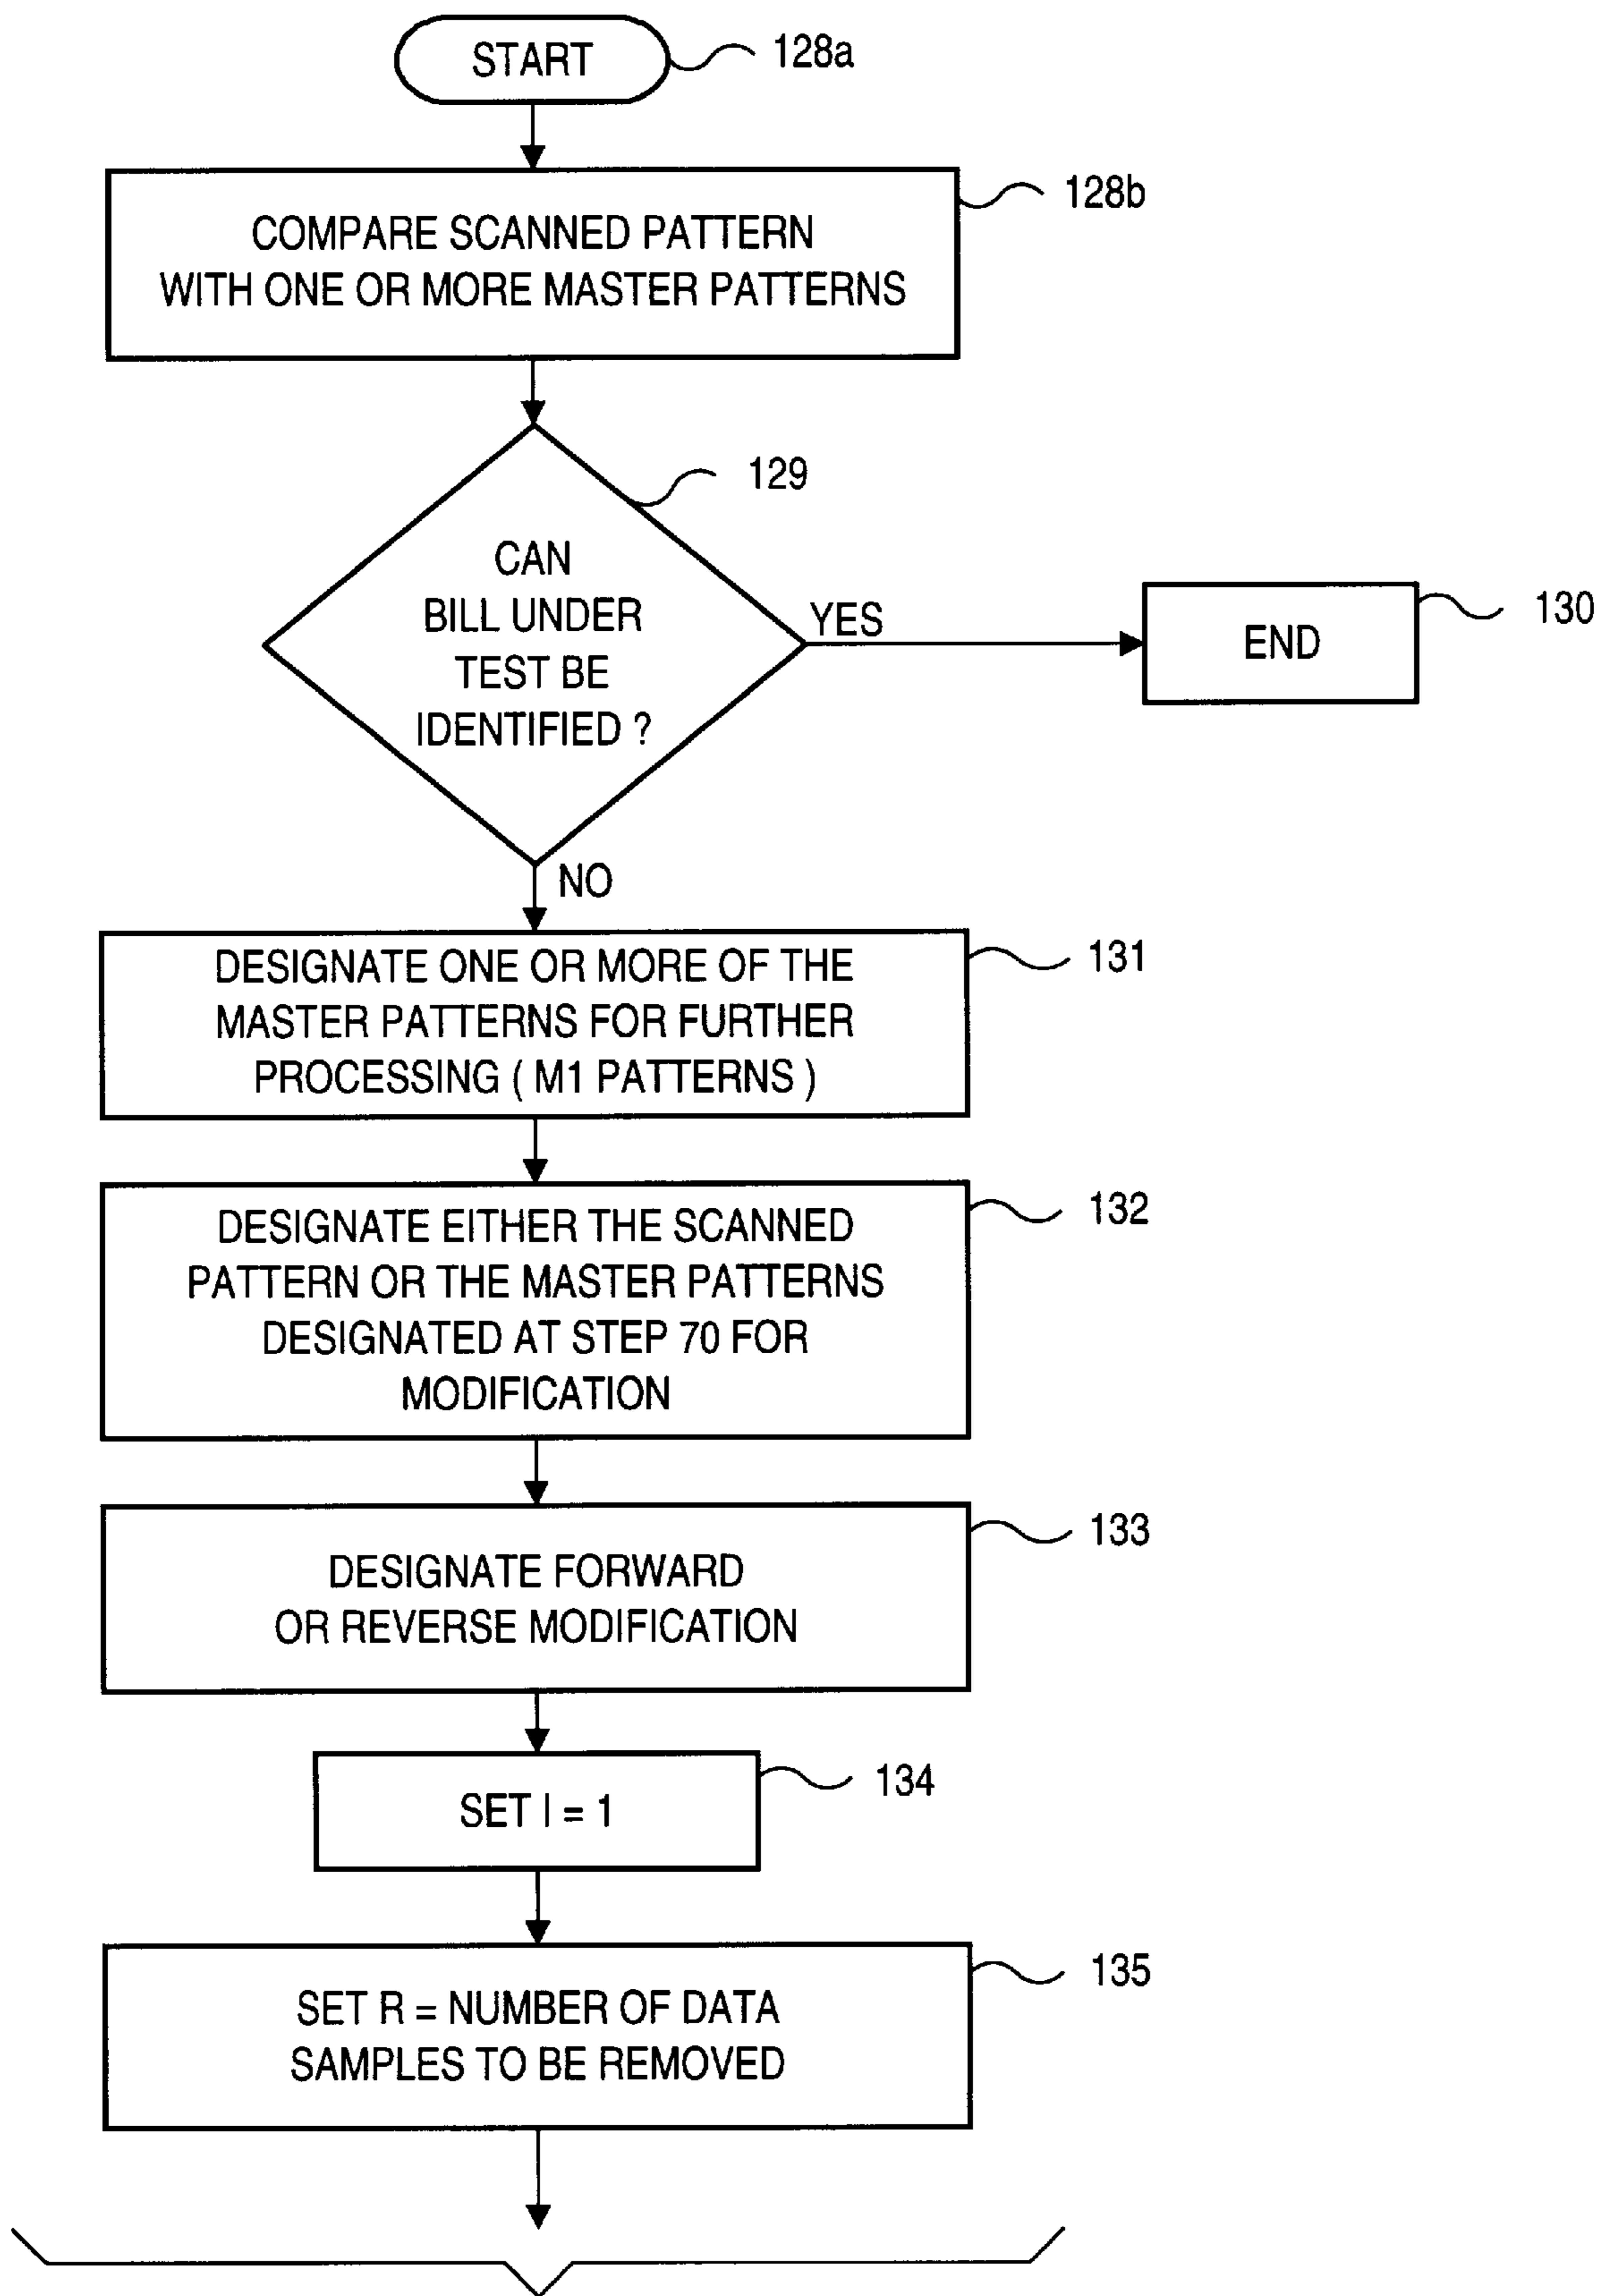 START
128a
COMPARE SCANNED PATTERN
WITH ONE OR MORE MASTER PATTERNS
128b
129
CAN
BILL UNDER
TEST BE
IDENTIFIED ?
YES
END
130
NO
DESIGNATE ONE OR MORE OF THE
MASTER PATTERNS FOR FURTHER
PROCESSING ( M1 PATTERNS )
131
DESIGNATE EITHER THE SCANNED
PATTERN OR THE MASTER PATTERNS
DESIGNATED AT STEP 70 FOR
MODIFICATION
132
DESIGNATE FORWARD
OR REVERSE MODIFICATION
133
SET I = 1
134
SET R = NUMBER OF DATA
SAMPLES TO BE REMOVED
135